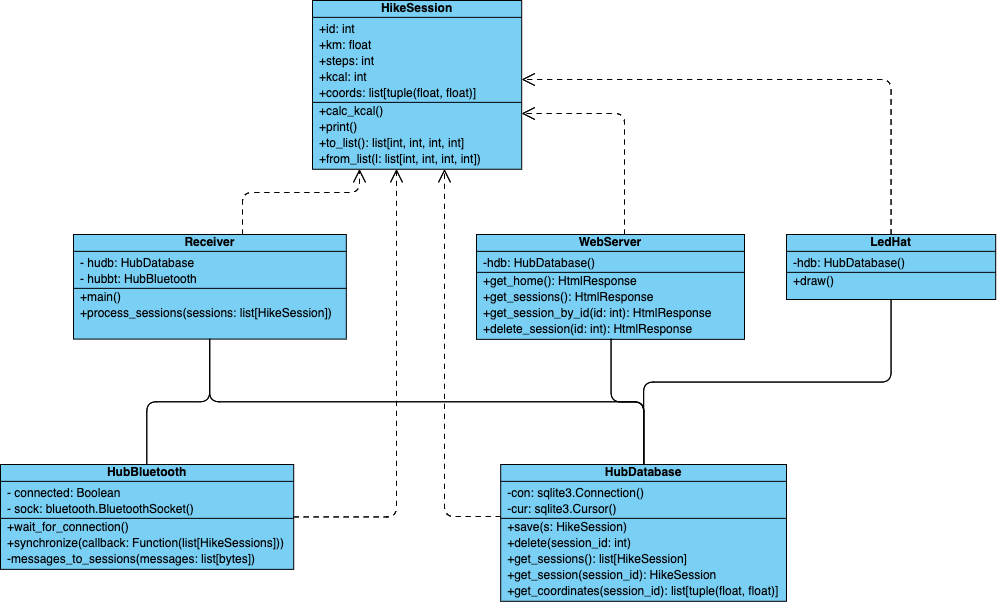 HikeSession
+id: int
+km: float
+steps: int
+kcal: int
+coords: list[tuple(float, float)]
+calc_kcal()
+print()
+to_list(): list[int, int, int, int]
+from_list(l: list[int, int, int, int])
Receiver
- hudb: HubDatabase
- hubbt: HubBluetooth
+main()
+process_sessions(sessions: list[HikeSession])
WebServer
-hdb: HubDatabase()
+get_home(): HtmlResponse
+get_sessions(): HtmlResponse
+get_session_by_id(id: int): HtmlResponse
+delete_session(id: int): HtmlResponse
LedHat
-hdb: HubDatabase()
+draw()
HubBluetooth
- connected: Boolean
- sock: bluetooth.BluetoothSocket()
+wait_for_connection()
+synchronize(callback: Function(list[HikeSessions]))
-messages_to_sessions(messages: list[bytes])
HubDatabase
-con: sqlite3.Connection()
-cur: sqlite3.Cursor()
+save(s: HikeSession)
+delete(session_id: int)
+get_sessions(): list[HikeSession]
+get_session(session_id): HikeSession
+get_coordinates(session_id): list[tuple(float, float)]